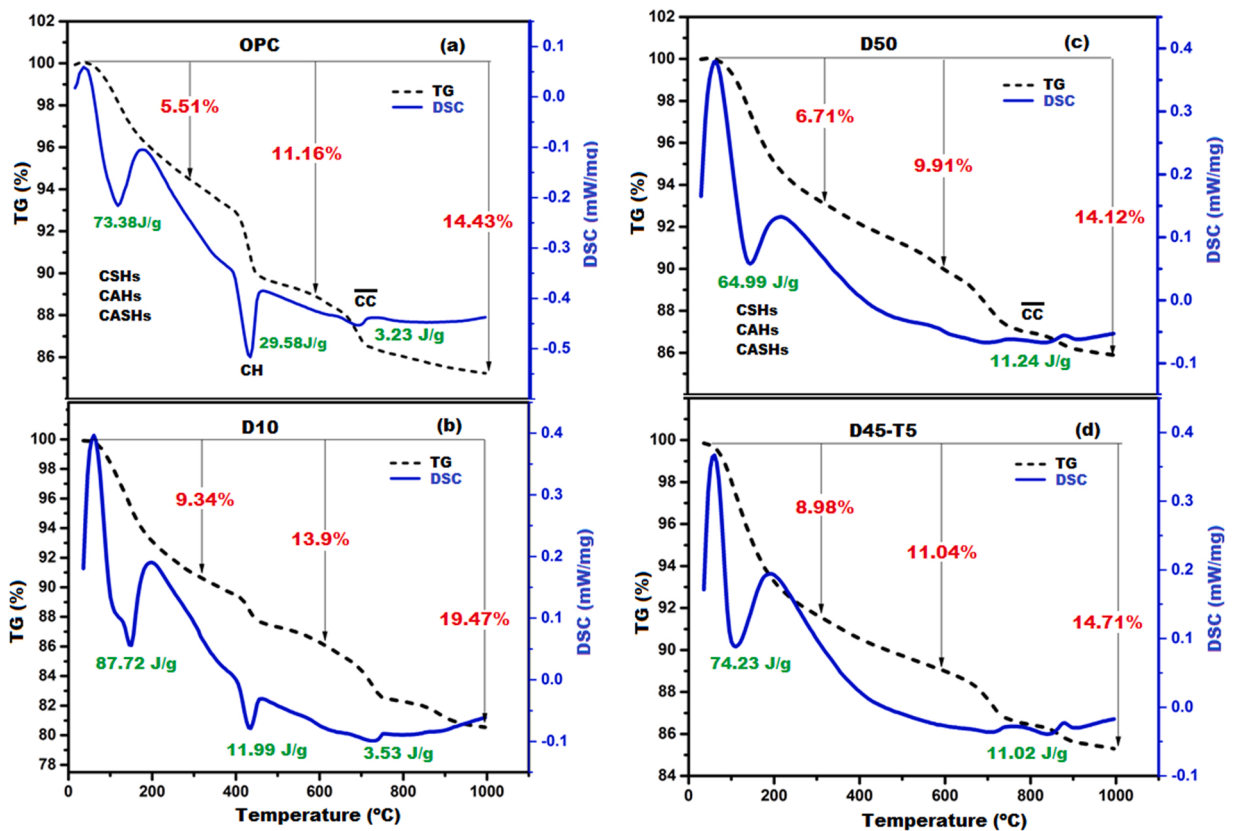 OPC (a)
TG
DSC
5.51%
11.16%
14.43%
73.38J/g
CSHs
CAHs
CASHs
CC
29.58J/g
3.23 J/g
CH
102
100
98
96
94
92
90
88
86
TG (%)
0.1
0.0
-0.1
-0.2
-0.3
-0.4
-0.5
DSC (mW/mg)
D50 (c)
TG
DSC
6.71%
9.91%
14.12%
64.99 J/g
CSHs
CAHs
CASHs
CC
11.24 J/g
102
100
98
96
94
92
90
88
86
TG (%)
0.4
0.3
0.2
0.1
0.0
-0.1
DSC (mW/mg)
D10 (b)
TG
DSC
9.34%
13.9%
19.47%
87.72 J/g
11.99 J/g
3.53 J/g
100
98
96
94
92
90
88
86
84
82
80
78
TG (%)
0.4
0.3
0.2
0.1
0.0
-0.1
DSC (mW/mg)
0 200 400 600 800 1000
Temperature (ºC)
D45-T5 (d)
TG
DSC
8.98%
11.04%
14.71%
74.23 J/g
11.02 J/g
100
98
96
94
92
90
88
86
84
TG (%)
0.4
0.3
0.2
0.1
0.0
-0.1
DSC (mW/mg)
0 200 400 600 800 1000
Temperature (ºC)